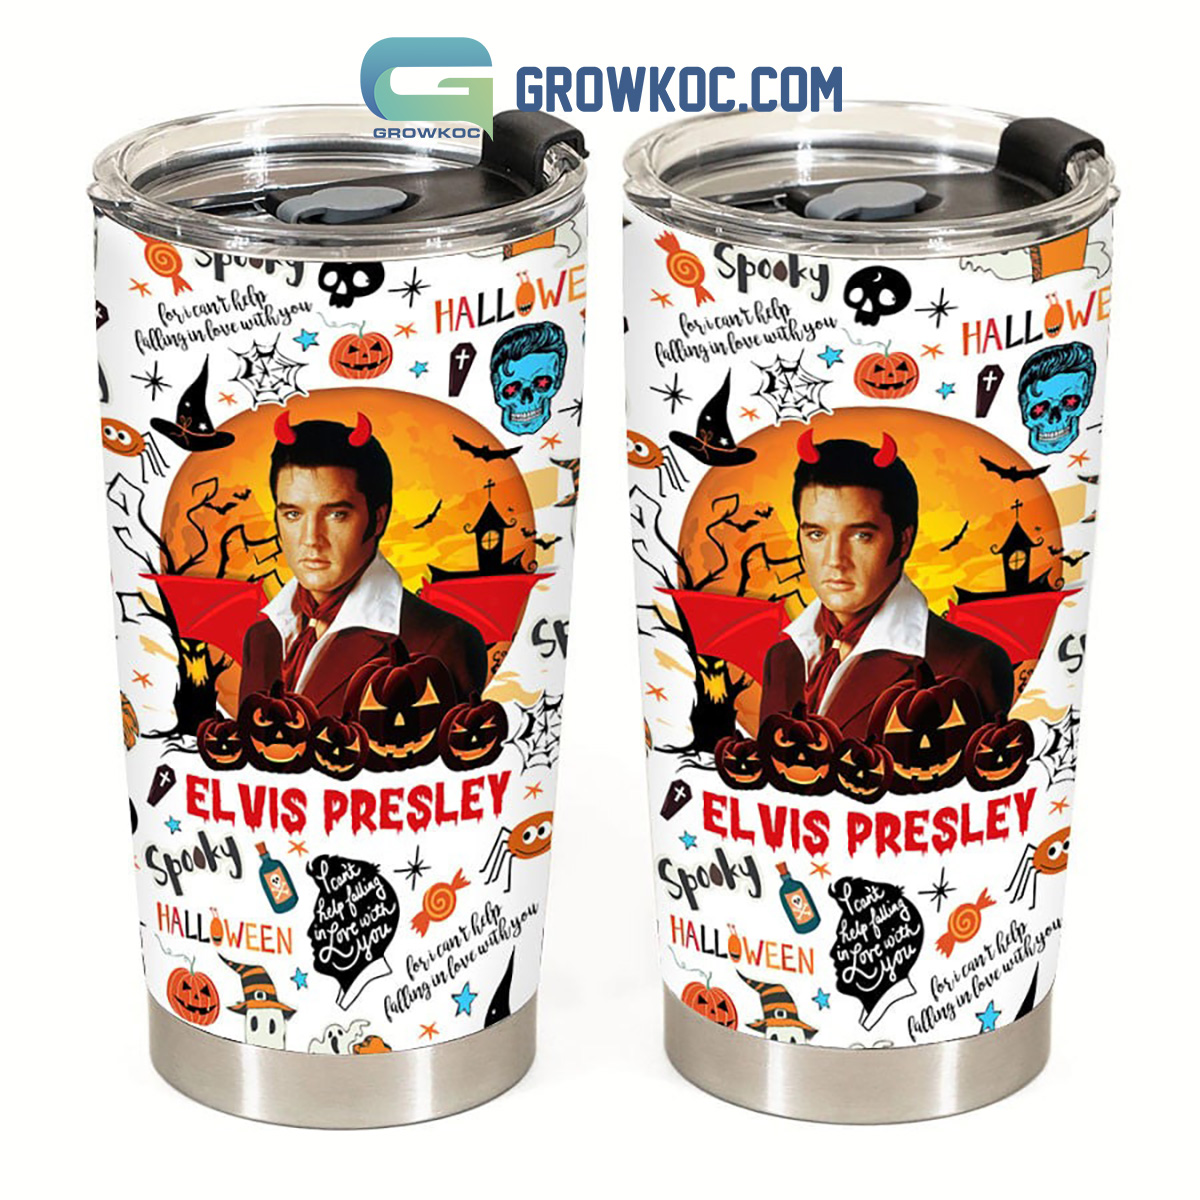 GROWKOC
GROWKOC.COM
Spooky
for i can't help
falling in love with you
HALLOWE
ELVIS PRESLEY
Spooky
HALLOWEEN
I can't
help falling
in Love with
you
for i can't help
falling in love with you
Sp
Spooky
for i can't help
falling in love with you
HALLOWE
ELVIS PRESLEY
Spooky
HALLOWEEN
I can't
help falling
in Love with
you
for i can't help
falling in love with you
S